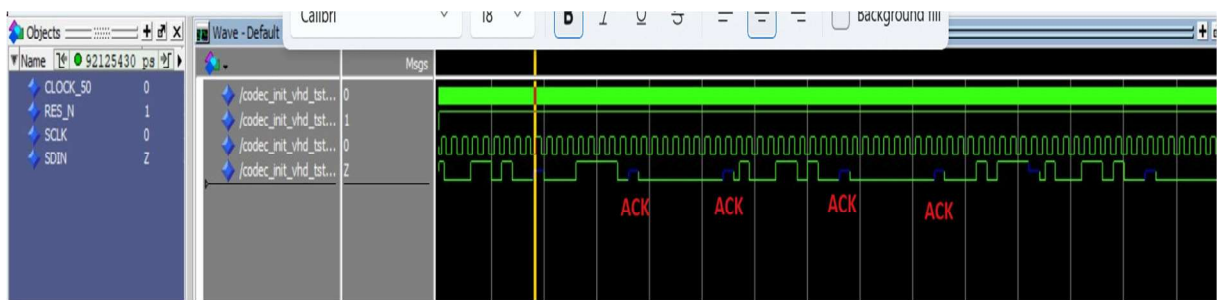 Calibri 18 B I U Background fill
Objects
Wave - Default
Name 92125430 ps
Msgs
CLOCK_50 0
RES_N 1
SCLK 0
SDIN Z
/codec_init_vhd_tst... 0
/codec_init_vhd_tst... 1
/codec_init_vhd_tst... 0
/codec_init_vhd_tst... Z
ACK ACK ACK ACK